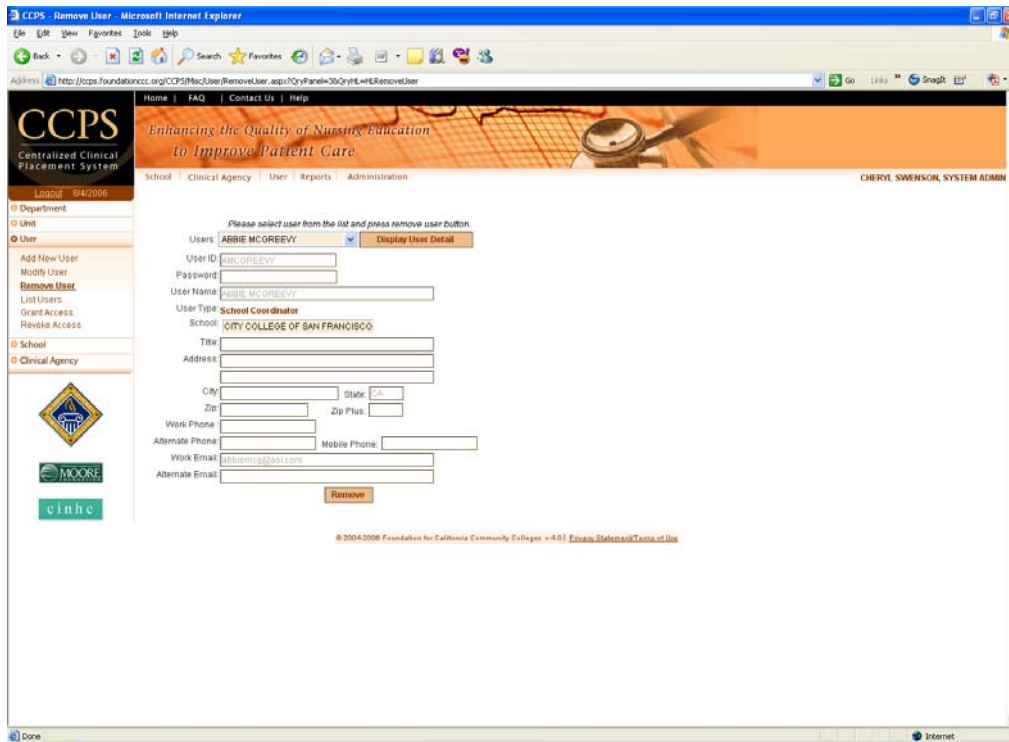 CCPS - Remove User - Microsoft Internet Explorer
File Edit View Favorites Tools Help
Back Search Favorites
Address http://ccps.foundationccc.org/CCPS/Misc/User/RemoveUser.aspx?QryPanel=3&QryHL=HLRemoveUser Go Links SnagIt
Home | FAQ | Contact Us | Help
CCPS
Centralized Clinical
Placement System
Enhancing the Quality of Nursing Education
to Improve Patient Care
School Clinical Agency User Reports Administration
CHERYL SWENSON, SYSTEM ADMIN
Logout 8/4/2006
Department
Unit
User
Add New User
Modify User
Remove User
List Users
Grant Access
Revoke Access
School
Clinical Agency
MOORE
cinhc
Please select user from the list and press remove user button.
Users: ABBIE MCGREEVY Display User Detail
User ID: AMCGREEVY
Password:
User Name: ABBIE MCGREEVY
User Type: School Coordinator
School: CITY COLLEGE OF SAN FRANCISCO
Title:
Address:
City: State: CA
Zip: Zip Plus:
Work Phone :
Alternate Phone: Mobile Phone:
Work Email: abbiemcg@aol.com
Alternate Email:
Remove
© 2004-2006 Foundation for California Community Colleges v 4.0 | Privacy Statement/Terms of Use
Done Internet